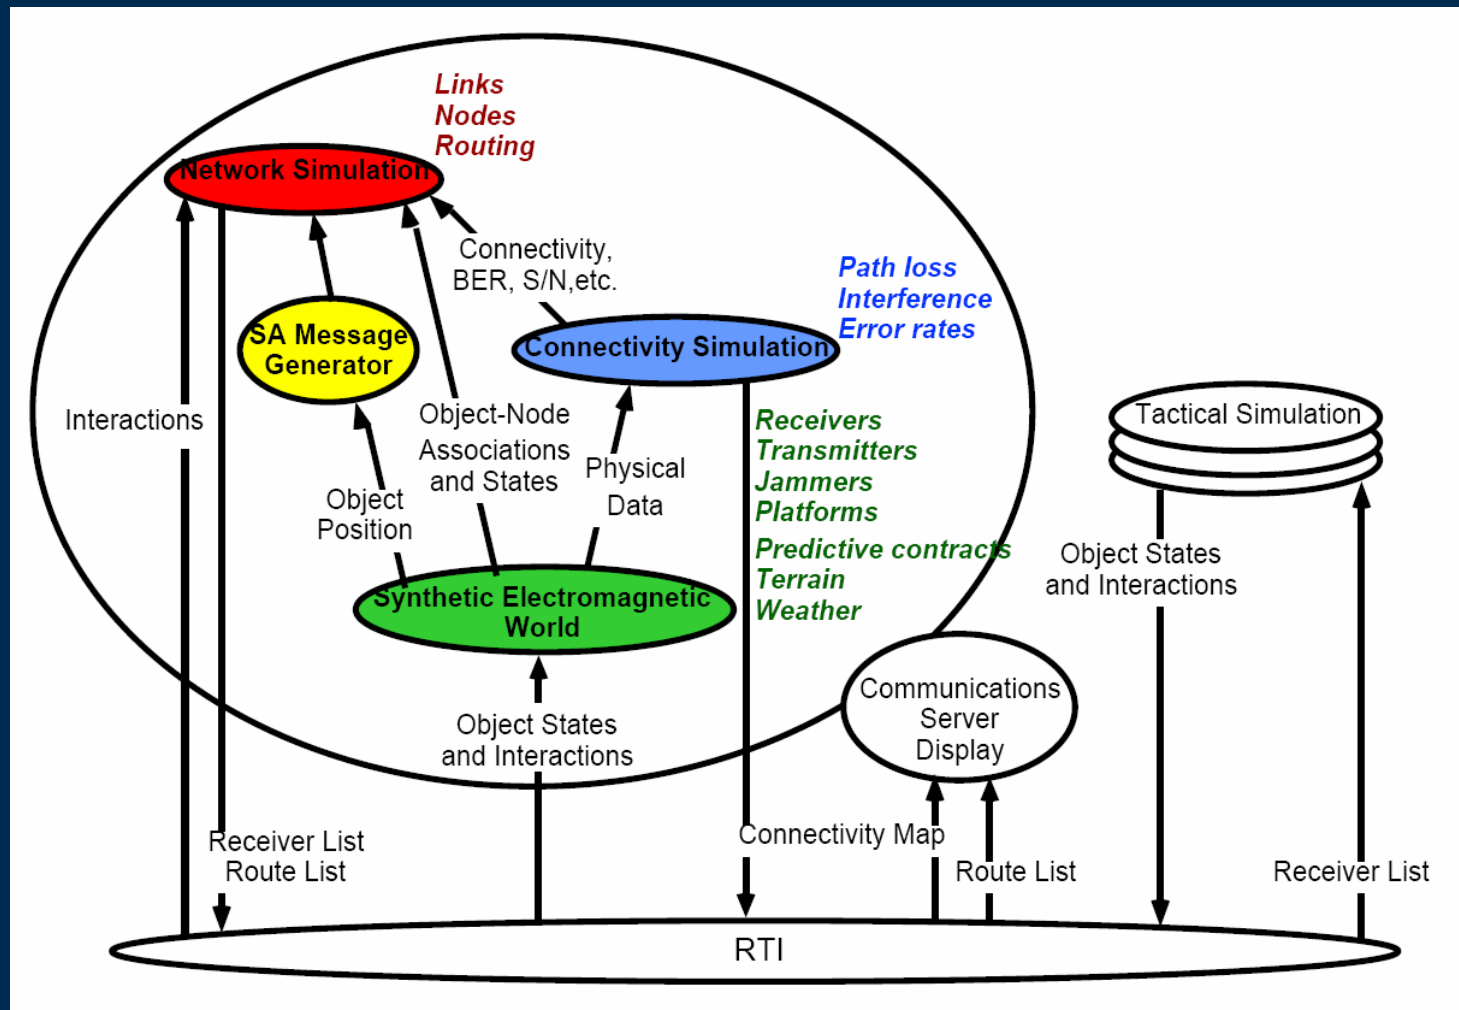 Links
Nodes
Routing
Network Simulation
Connectivity,
BER, S/N,etc.
Path loss
Interference
Error rates
SA Message
Generator
Connectivity Simulation
Interactions
Object-Node
Associations
and States
Physical
Data
Object
Position
Receivers
Transmitters
Jammers
Platforms
Predictive contracts
Terrain
Weather
Tactical Simulation
Object States
and Interactions
Synthetic Electromagnetic
World
Communications
Server
Display
Object States
and Interactions
Receiver List
Route List
Connectivity Map
Route List
Receiver List
RTI